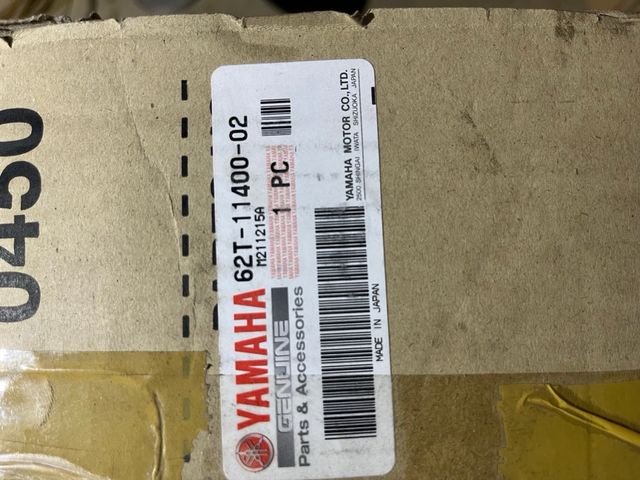 0450
YAMAHA
GENUINE
Parts & Accessories
62T-11400-02
M211215A
1 PC
MADE IN JAPAN
YAMAHA MOTOR CO., LTD.
2500 SHINGAI IWATA SHIZUOKA JAPAN